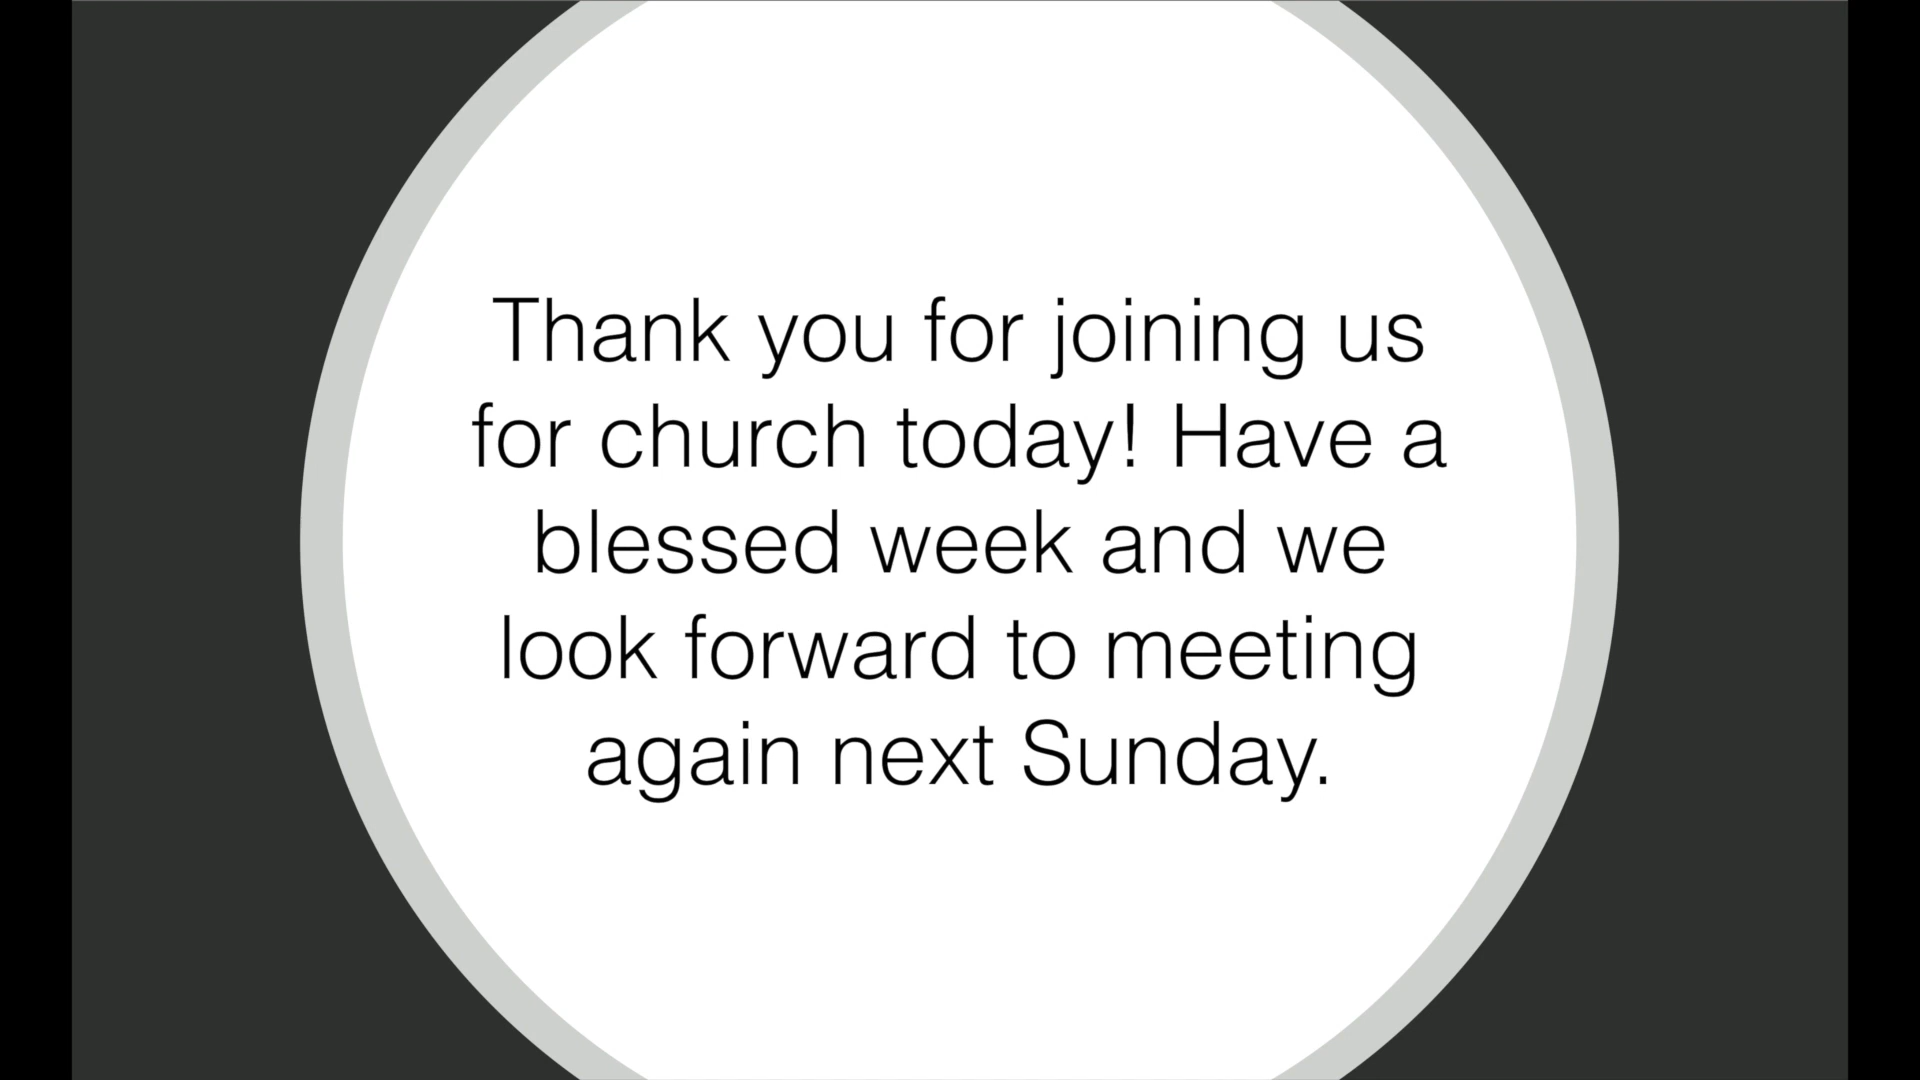 Thank you for joining us
for church today! Have a
blessed week and we
look forward to meeting
again next Sunday.